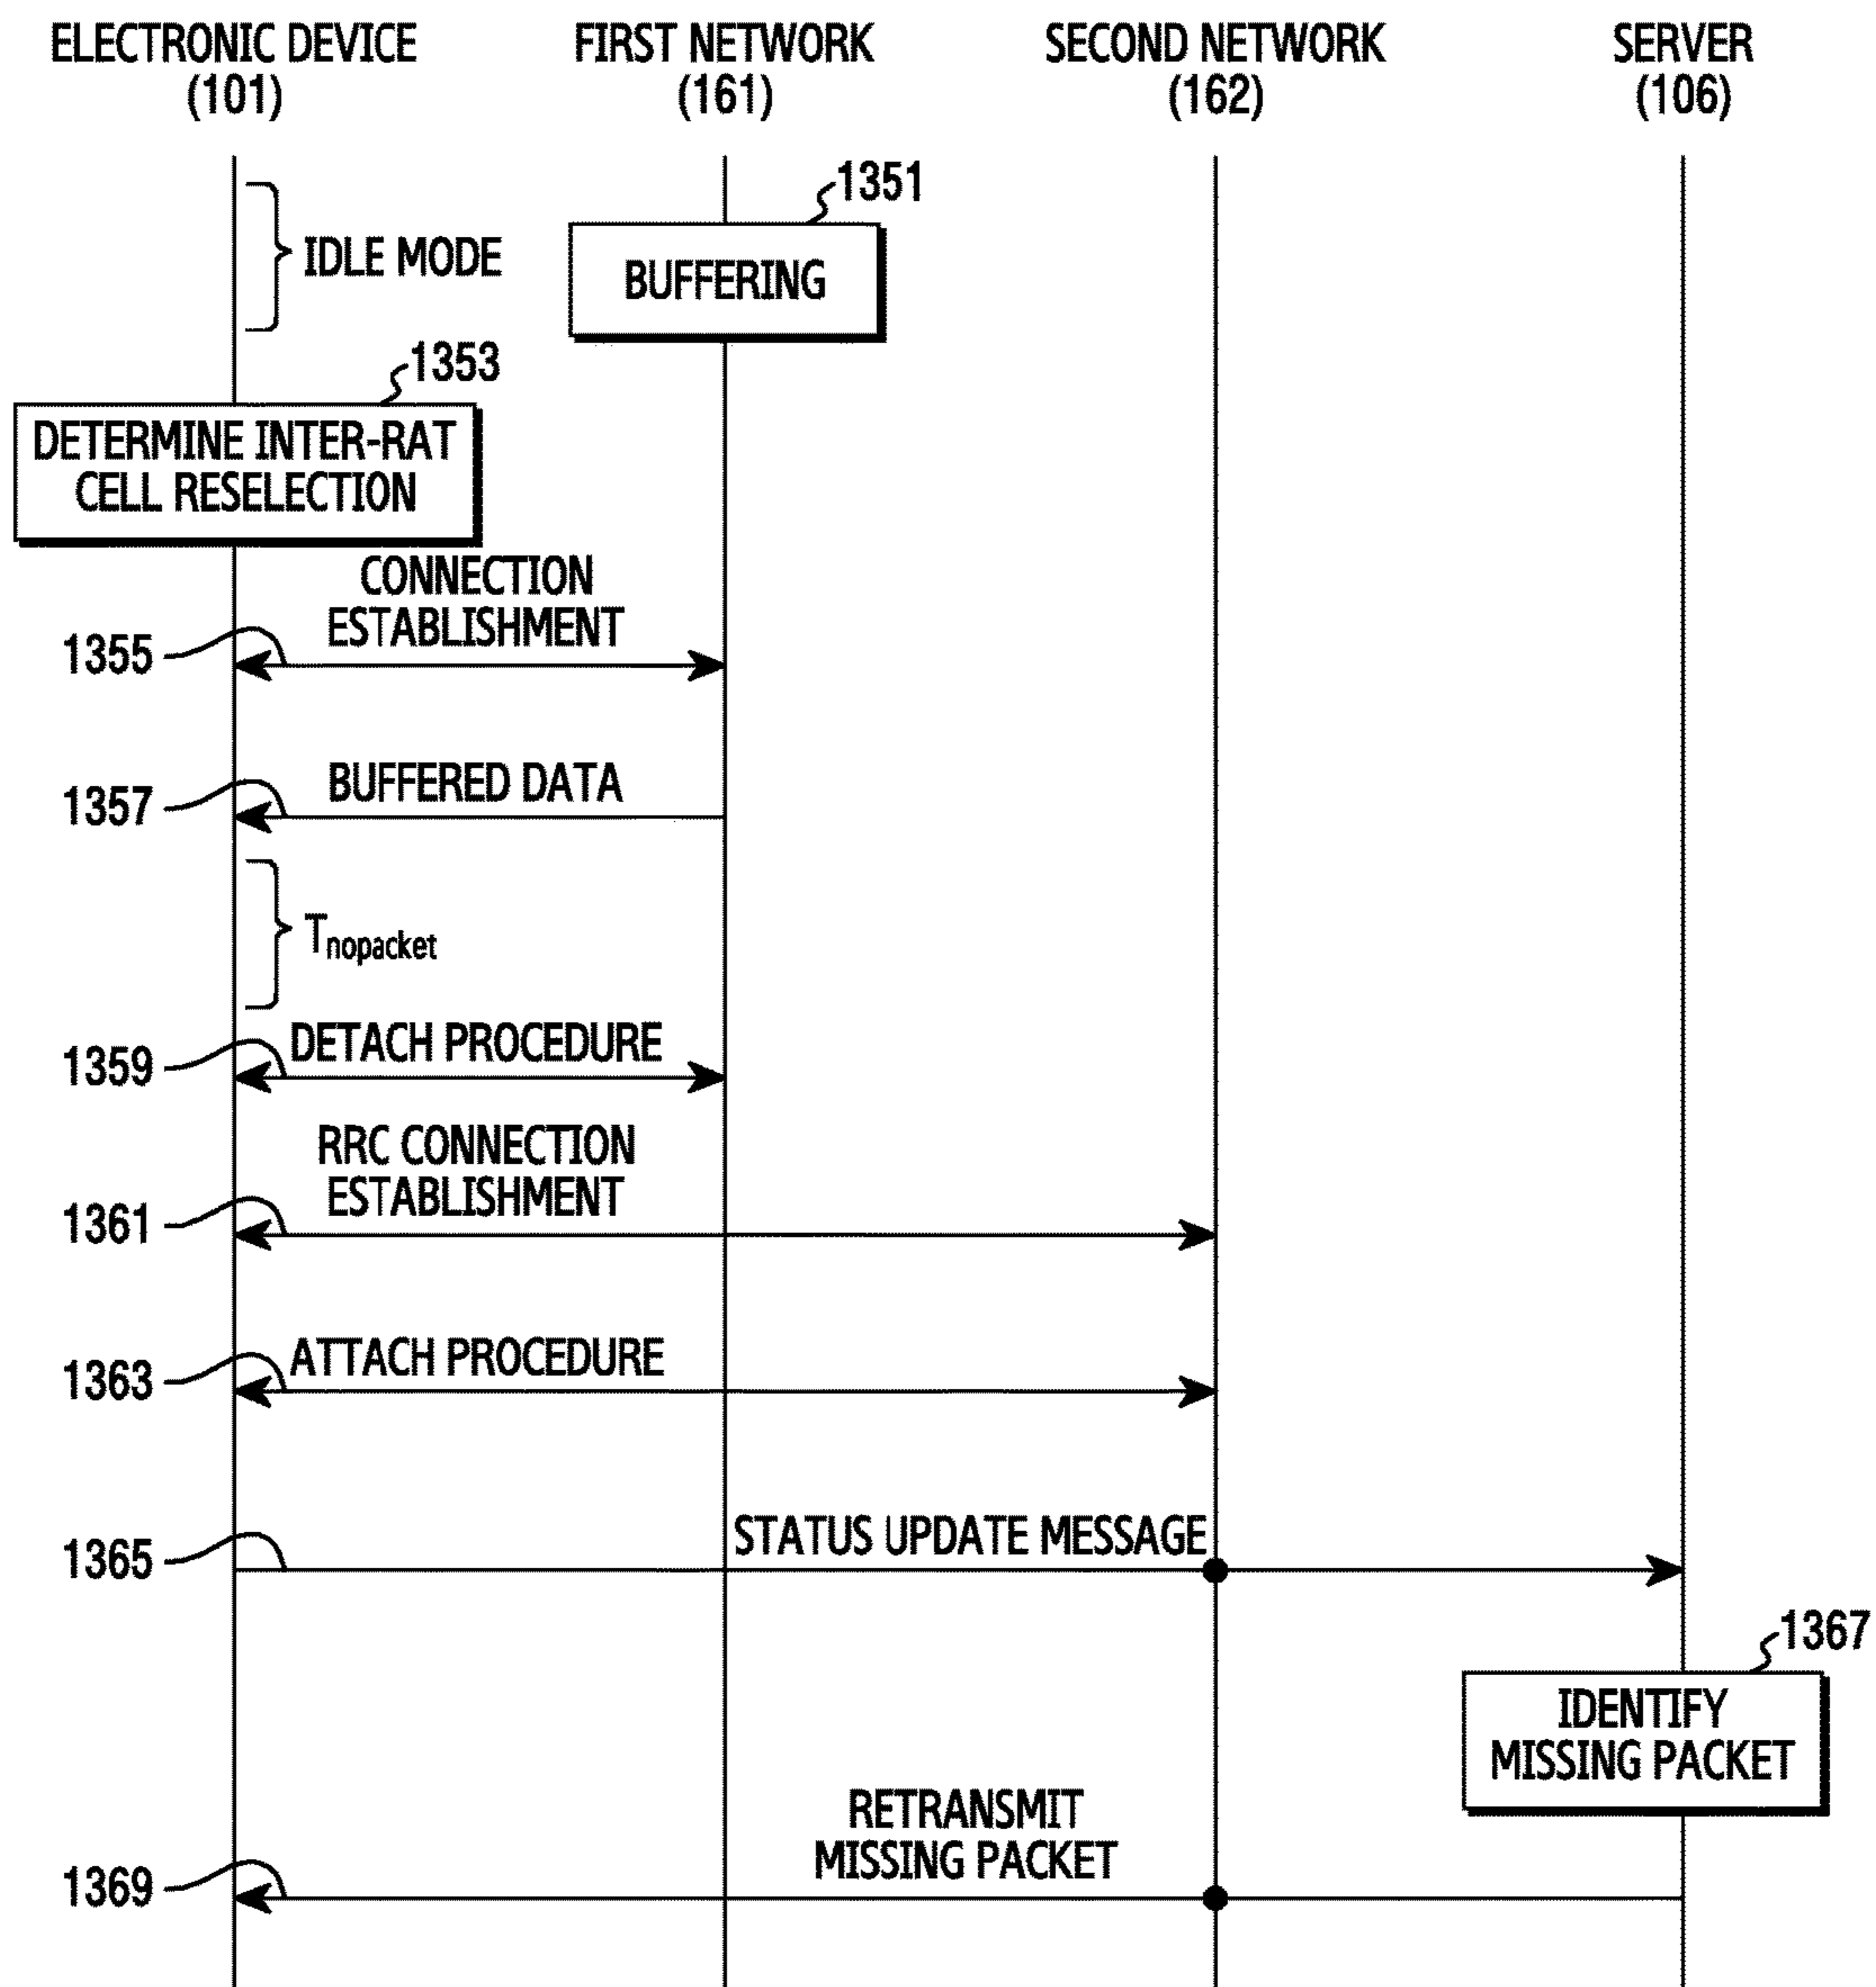 ELECTRONIC DEVICE
(101)
FIRST NETWORK
(161)
SECOND NETWORK
(162)
SERVER
(106)
1351
IDLE MODE
BUFFERING
1353
DETERMINE INTER-RAT
CELL RESELECTION
CONNECTION
ESTABLISHMENT
1355
BUFFERED DATA
1357
Tnopacket
DETACH PROCEDURE
1359
RRC CONNECTION
ESTABLISHMENT
1361
ATTACH PROCEDURE
1363
STATUS UPDATE MESSAGE
1365
1367
IDENTIFY
MISSING PACKET
RETRANSMIT
MISSING PACKET
1369